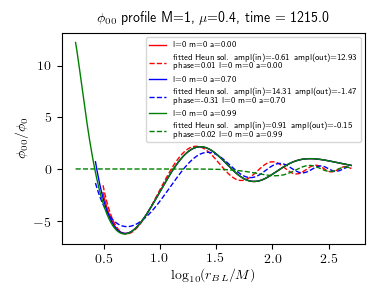 ϕ₀₀ profile M=1, μ=0.4, time = 1215.0
l=0 m=0 a=0.00
fitted Heun sol. ampl(in)=-0.61 ampl(out)=12.93
phase=0.01 l=0 m=0 a=0.00
l=0 m=0 a=0.70
fitted Heun sol. ampl(in)=14.31 ampl(out)=-1.47
phase=-0.31 l=0 m=0 a=0.70
l=0 m=0 a=0.99
fitted Heun sol. ampl(in)=0.91 ampl(out)=-0.15
phase=0.02 l=0 m=0 a=0.99
ϕ₀₀/ϕ₀
10
5
0
−5
0.5 1.0 1.5 2.0 2.5
log₁₀(r_{BL}/M)